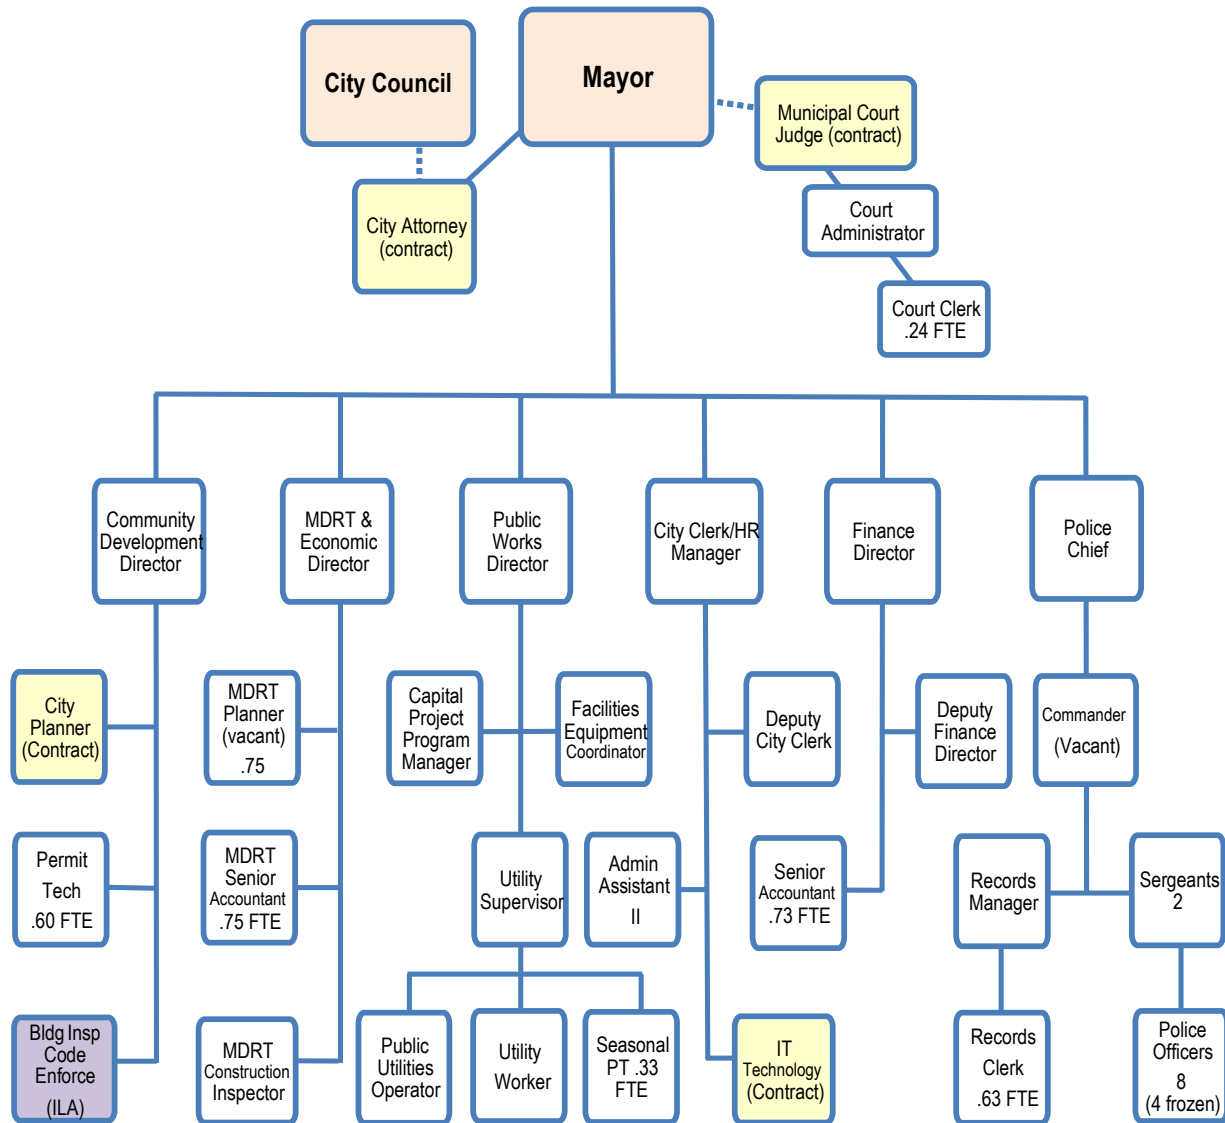 City Council
Mayor
Municipal Court
Judge (contract)
City Attorney
(contract)
Court
Administrator
Court Clerk
.24 FTE
Community
Development
Director
MDRT &
Economic
Director
Public
Works
Director
City Clerk/HR
Manager
Finance
Director
Police
Chief
City
Planner
(Contract)
MDRT
Planner
(vacant)
.75
Capital
Project
Program
Manager
Facilities
Equipment
Coordinator
Deputy
City Clerk
Deputy
Finance
Director
Commander
(Vacant)
Permit
Tech
.60 FTE
MDRT
Senior
Accountant
.75 FTE
Utility
Supervisor
Admin
Assistant
II
Senior
Accountant
.73 FTE
Records
Manager
Sergeants
2
Bldg Insp
Code
Enforce
(ILA)
MDRT
Construction
Inspector
Public
Utilities
Operator
Utility
Worker
Seasonal
PT .33
FTE
IT
Technology
(Contract)
Records
Clerk
.63 FTE
Police
Officers
8
(4 frozen)